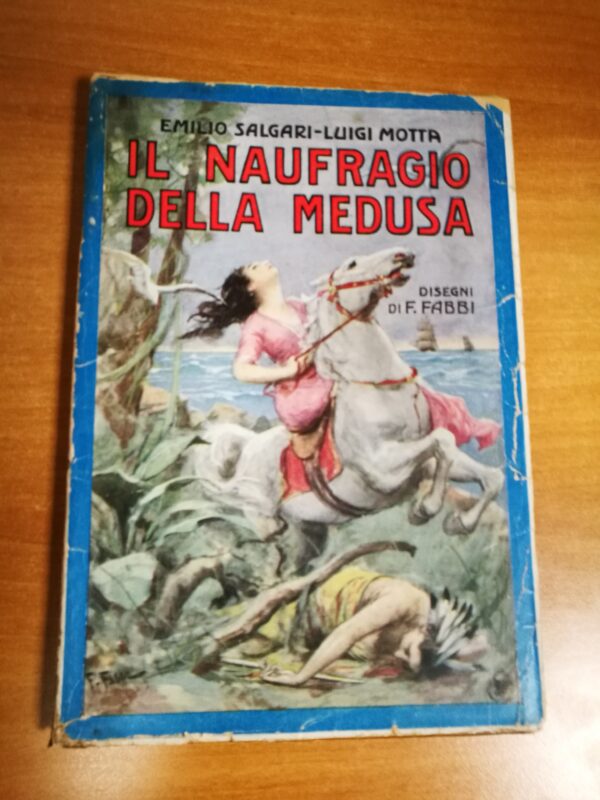 EMILIO SALGARI-LUIGI MOTTA
IL NAUFRAGIO
DELLA MEDUSA
DISEGNI
DI F. FABBI